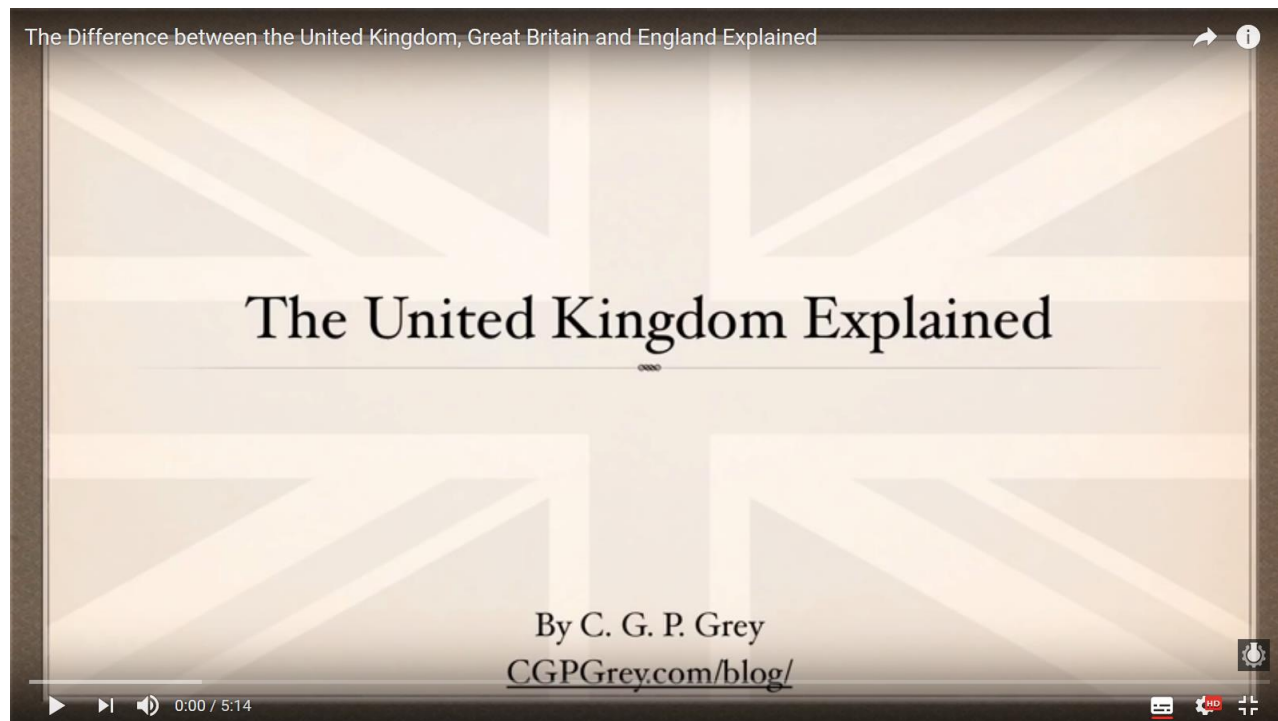 The Difference between the United Kingdom, Great Britain and England Explained
The United Kingdom Explained
By C. G. P. Grey
CGPGrey.com/blog/
0:00 / 5:14
HD